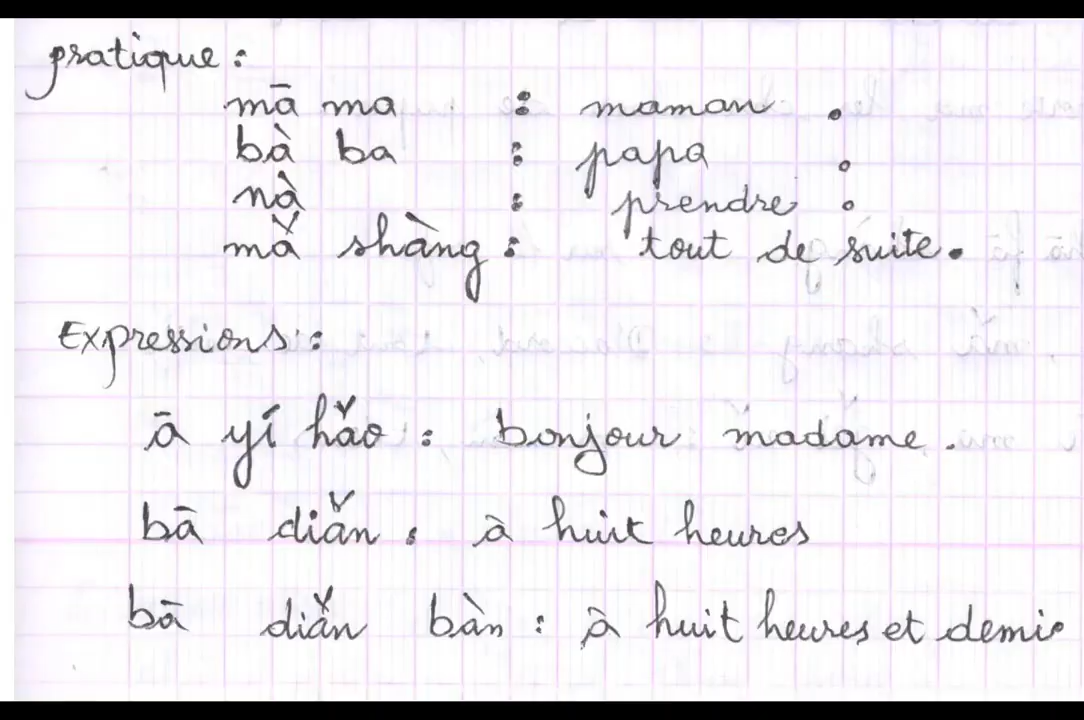 pratique :
mā ma : maman .
bà ba : papa .
nà : prendre .
mǎ shàng : tout de suite .
Expressions :
ā yí hǎo : bonjour madame .
bā diǎn : à huit heures
bā diǎn bàn : à huit heures et demie